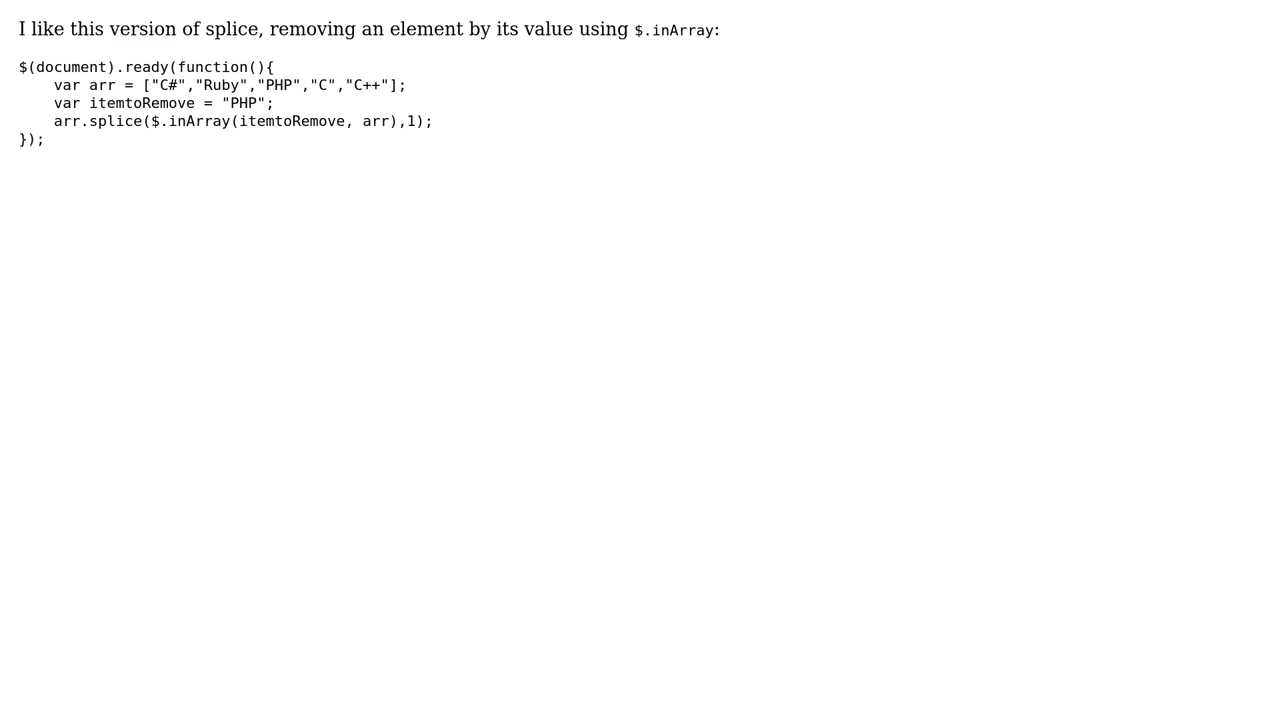 I like this version of splice, removing an element by its value using $.inArray:
$(document).ready(function(){
    var arr = ["C#","Ruby","PHP","C","C++"];
    var itemtoRemove = "PHP";
    arr.splice($.inArray(itemtoRemove, arr),1);
});